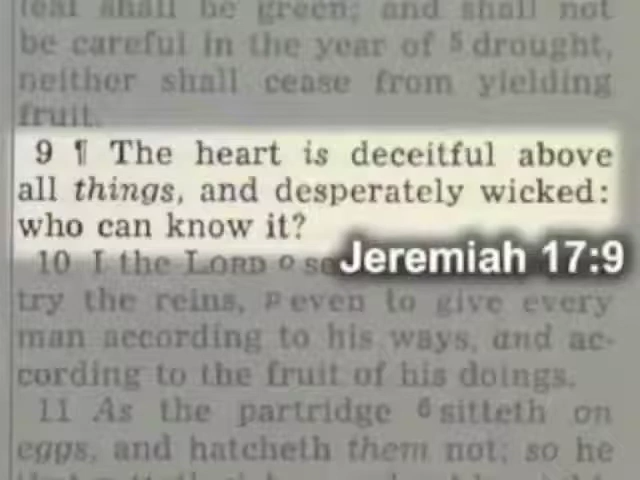 leaf shall be green; and shall not
be careful in the year of 5 drought,
neither shall cease from yielding
fruit.
9 ¶ The heart is deceitful above
all things, and desperately wicked:
who can know it?
10 I the LORD o
Jeremiah 17:9
try the reins, p even to give every
man according to his ways, and ac-
cording to the fruit of his doings.
11 As the partridge 6 sitteth on
eggs, and hatcheth them not; so he